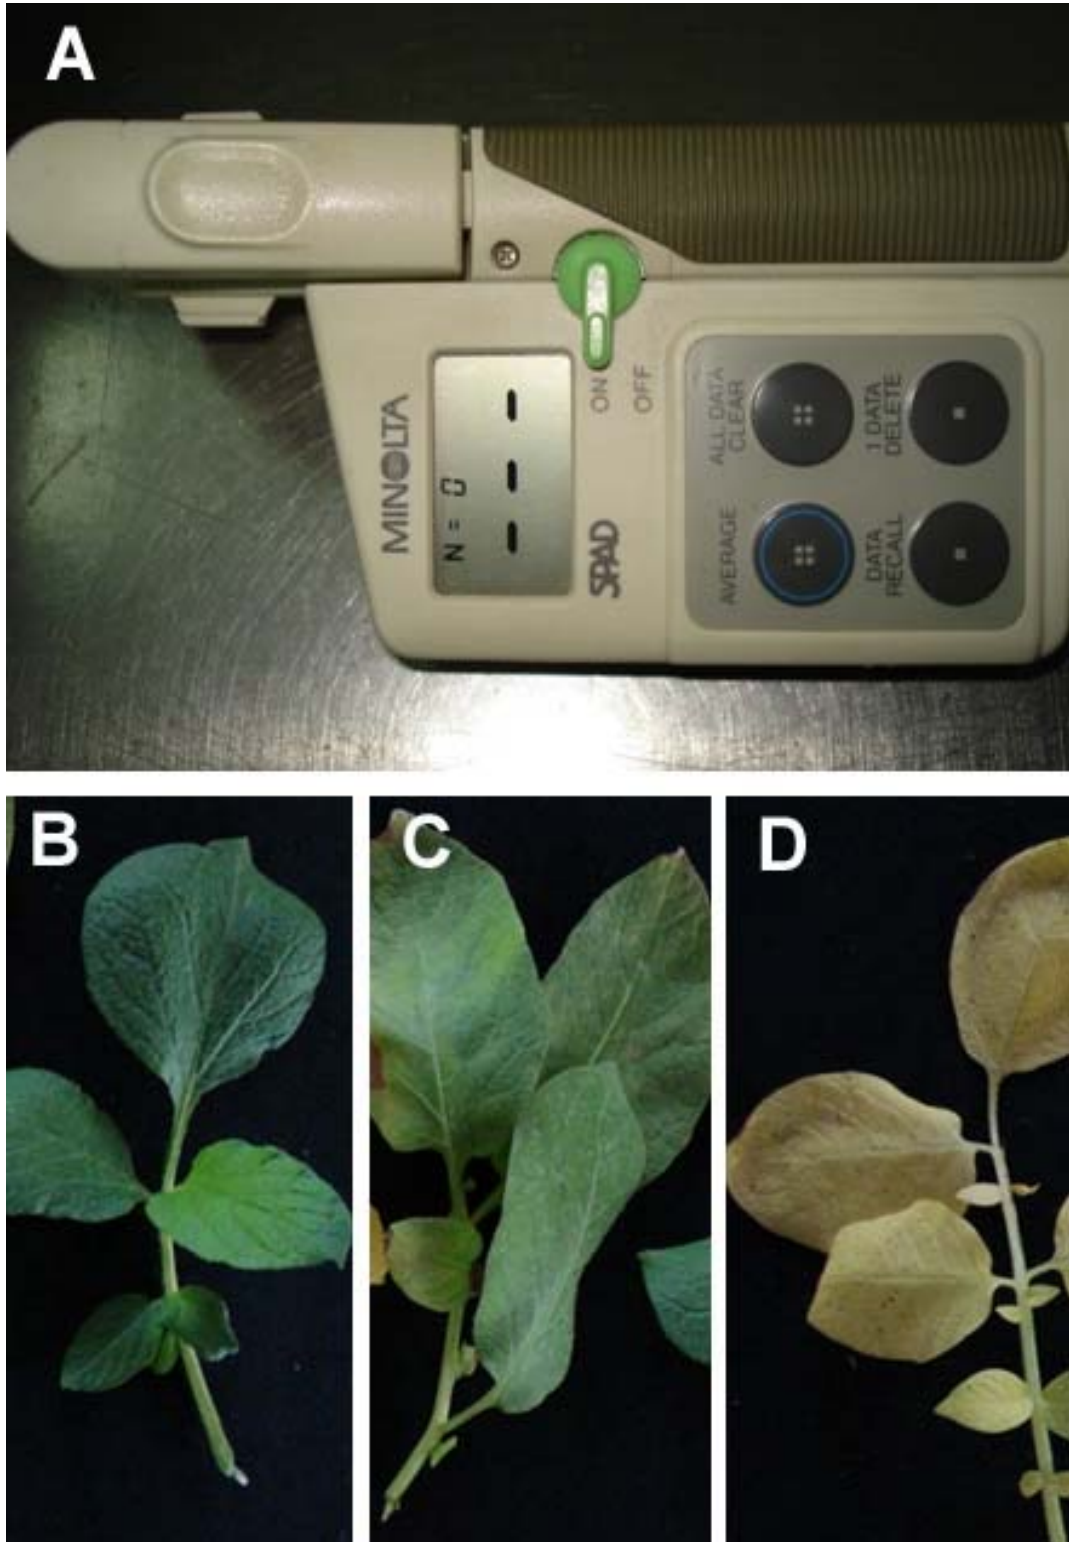 A
MINOLTA
N = 0
- - -
SPAD
ON
OFF
ALL DATA
CLEAR
1 DATA
DELETE
AVERAGE
DATA
RECALL
B
C
D